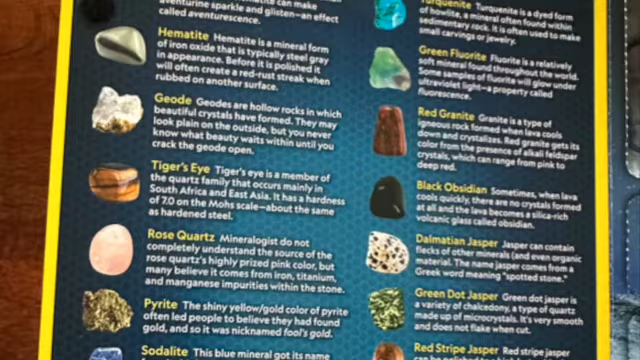 aventurine sparkle and glisten—an effect
called aventurescence.
Hematite Hematite is a mineral form
of iron oxide that is typically steel gray
in appearance. Before it is polished it
will often create a red-rust streak when
rubbed on another surface.
Geode Geodes are hollow rocks in which
beautiful crystals have formed. They may
look plain on the outside, but you never
know what beauty waits within until you
crack the geode open.
Tiger's Eye Tiger's eye is a member of
the quartz family that occurs mainly in
South Africa and East Asia. It has a hardness
of 7.0 on the Mohs scale—about the same
as hardened steel.
Rose Quartz Mineralogist do not
completely understand the source of the
rose quartz's highly prized pink color, but
many believe it comes from iron, titanium,
and manganese impurities within the stone.
Pyrite The shiny yellow/gold color of pyrite
often led people to believe they had found
gold, and so it was nicknamed fool's gold.
Sodalite This blue mineral got its name
Turquenite Turquenite is a dyed form
of howlite, a mineral often found within
sedimentary rock. It is often used to make
small carvings or jewelry.
Green Fluorite Fluorite is a relatively
soft mineral found throughout the world.
Some samples of fluorite will glow under
ultraviolet light—a property called
fluorescence.
Red Granite Granite is a type of
igneous rock formed when lava cools
down and crystalizes. Red granite gets its
color from the presence of alkali feldspar
crystals, which can range from pink to
deep red.
Black Obsidian Sometimes, when lava
cools quickly, there are no crystals formed
at all and the lava becomes a silica-rich
volcanic glass called obsidian.
Dalmatian Jasper Jasper can contain
flecks of other minerals (and even organic
material. The name jasper comes from a
Greek word meaning "spotted stone."
Green Dot Jasper Green dot jasper is
a variety of chalcedony, a type of quartz
made up of microcrystals. It's very smooth
and does not flake when cut.
Red Stripe Jasper Red stripe jasper